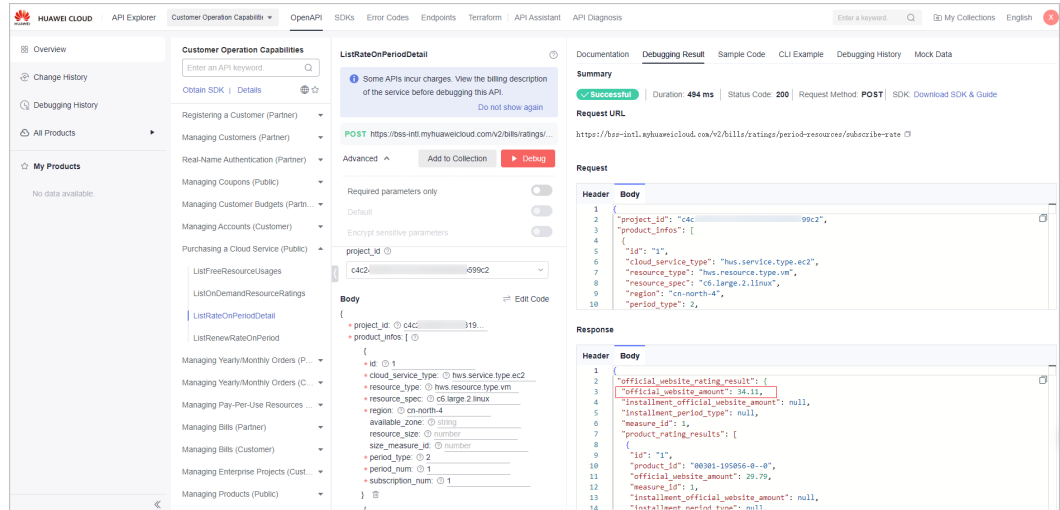 HUAWEI
HUAWEI CLOUD
API Explorer
Customer Operation Capabilitie
OpenAPI
SDKs
Error Codes
Endpoints
Terraform
API Assistant
API Diagnosis
Enter a keyword.
My Collections
English
X
Overview
Change History
Debugging History
All Products
My Products
No data available.
Customer Operation Capabilities
Enter an API keyword.
Obtain SDK | Details
Registering a Customer (Partner)
Managing Customers (Partner)
Real-Name Authentication (Partner)
Managing Coupons (Public)
Managing Customer Budgets (Partn...
Managing Accounts (Customer)
Purchasing a Cloud Service (Public)
ListFreeResourceUsages
ListOnDemandResourceRatings
ListRateOnPeriodDetail
ListRenewRateOnPeriod
Managing Yearly/Monthly Orders (P...
Managing Yearly/Monthly Orders (C...
Managing Pay-Per-Use Resources ...
Managing Bills (Partner)
Managing Bills (Customer)
Managing Enterprise Projects (Cust...
Managing Products (Public)
ListRateOnPeriodDetail
Some APIs incur charges. View the billing description
of the service before debugging this API.
Do not show again
POST https://bss-intl.myhuaweicloud.com/v2/bills/ratings/...
Advanced
Add to Collection
Debug
Required parameters only
Default
Encrypt sensitive parameters
project_id
c4c2 599c2
Body
Edit Code
{
* project_id: c4c2 319...
* product_infos: [
{
* id: 1
* cloud_service_type: hws.service.type.ec2
* resource_type: hws.resource.type.vm
* resource_spec: c6.large.2.linux
* region: cn-north-4
available_zone: string
resource_size: number
size_measure_id: number
* period_type: 2
* period_num: 1
* subscription_num: 1
}
Documentation
Debugging Result
Sample Code
CLI Example
Debugging History
Mock Data
Summary
Successful | Duration: 494 ms | Status Code: 200 | Request Method: POST | SDK: Download SDK & Guide
Request URL
https://bss-intl.myhuaweicloud.com/v2/bills/ratings/period-resources/subscribe-rate
Request
Header Body
1 {
2 "project_id": "c4c 99c2",
3 "product_infos": [
4 {
5 "id": "1",
6 "cloud_service_type": "hws.service.type.ec2",
7 "resource_type": "hws.resource.type.vm",
8 "resource_spec": "c6.large.2.linux",
9 "region": "cn-north-4",
10 "period_type": 2,
Response
Header Body
1 {
2 "official_website_rating_result": {
3 "official_website_amount": 34.11,
4 "installment_official_website_amount": null,
5 "installment_period_type": null,
6 "measure_id": 1,
7 "product_rating_results": [
8 {
9 "id": "1",
10 "product_id": "00301-195056-0--0",
11 "official_website_amount": 29.79,
12 "measure_id": 1,
13 "installment_official_website_amount": null,
14 "installment_period_type": null,